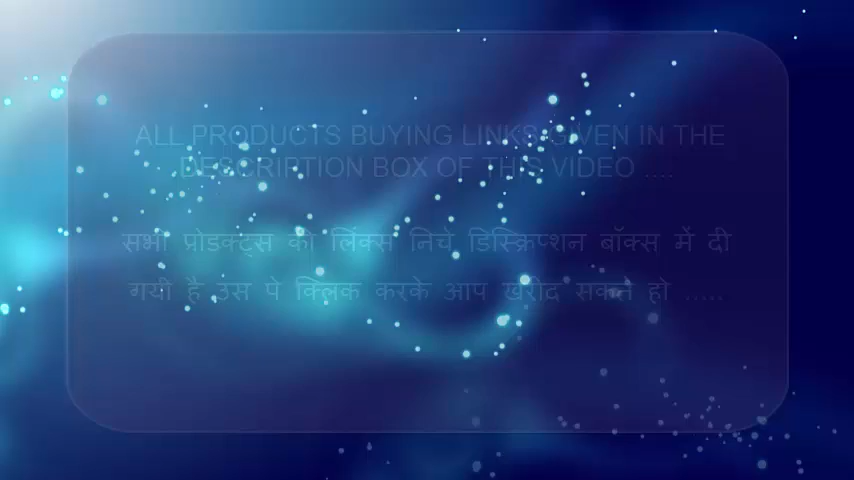 ALL PRODUCTS BUYING LINKS GIVEN IN THE
DESCRIPTION BOX OF THIS VIDEO ....
सभी प्रोडक्ट्स की लिंक्स निचे डिस्क्रिप्शन बॉक्स में दी
गयी है उस पे क्लिक करके आप खरीद सकते हो .....